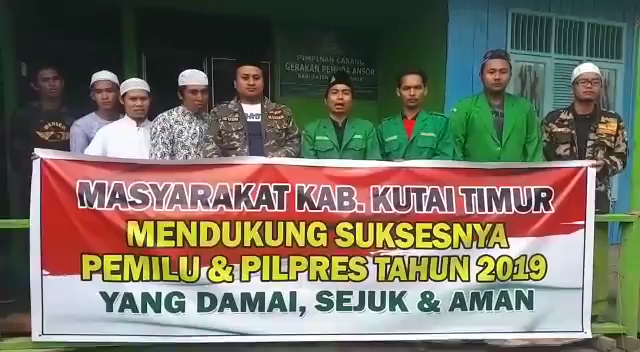 PIMPINAN CABANG
GERAKAN PEMUDA ANSOR
MASYARAKAT KAB. KUTAI TIMUR
MENDUKUNG SUKSESNYA
PEMILU & PILPRES TAHUN 2019
YANG DAMAI, SEJUK & AMAN